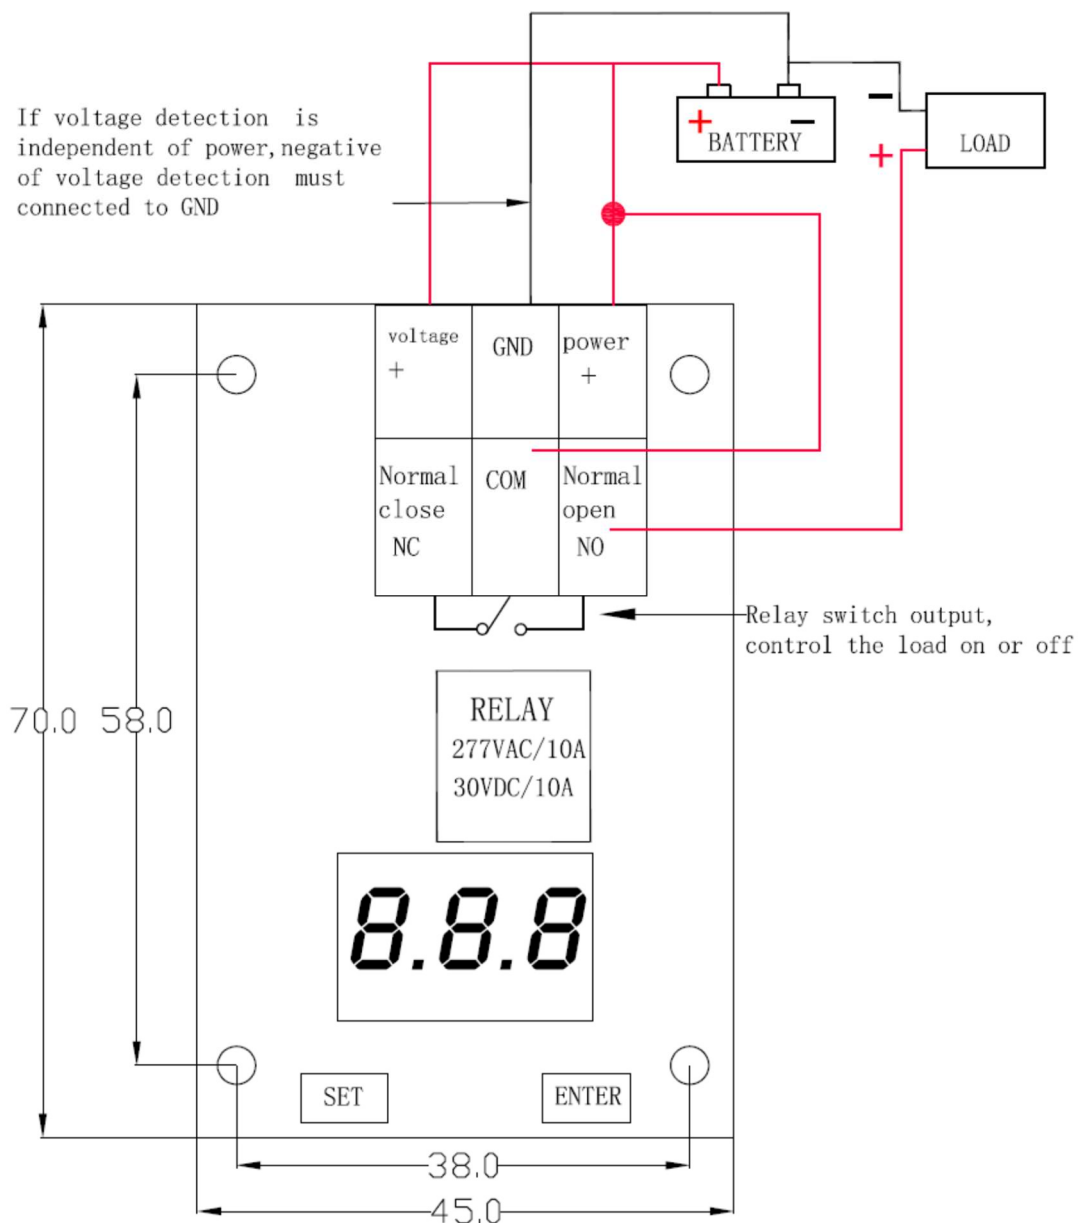 If voltage detection is
independent of power,negative
of voltage detection must
connected to GND
+ −
BATTERY
−
+
LOAD
voltage
+
GND
power
+
Normal
close
NC
COM
Normal
open
NO
Relay switch output,
control the load on or off
70.0
58.0
RELAY
277VAC/10A
30VDC/10A
8.8.8
SET
ENTER
38.0
45.0